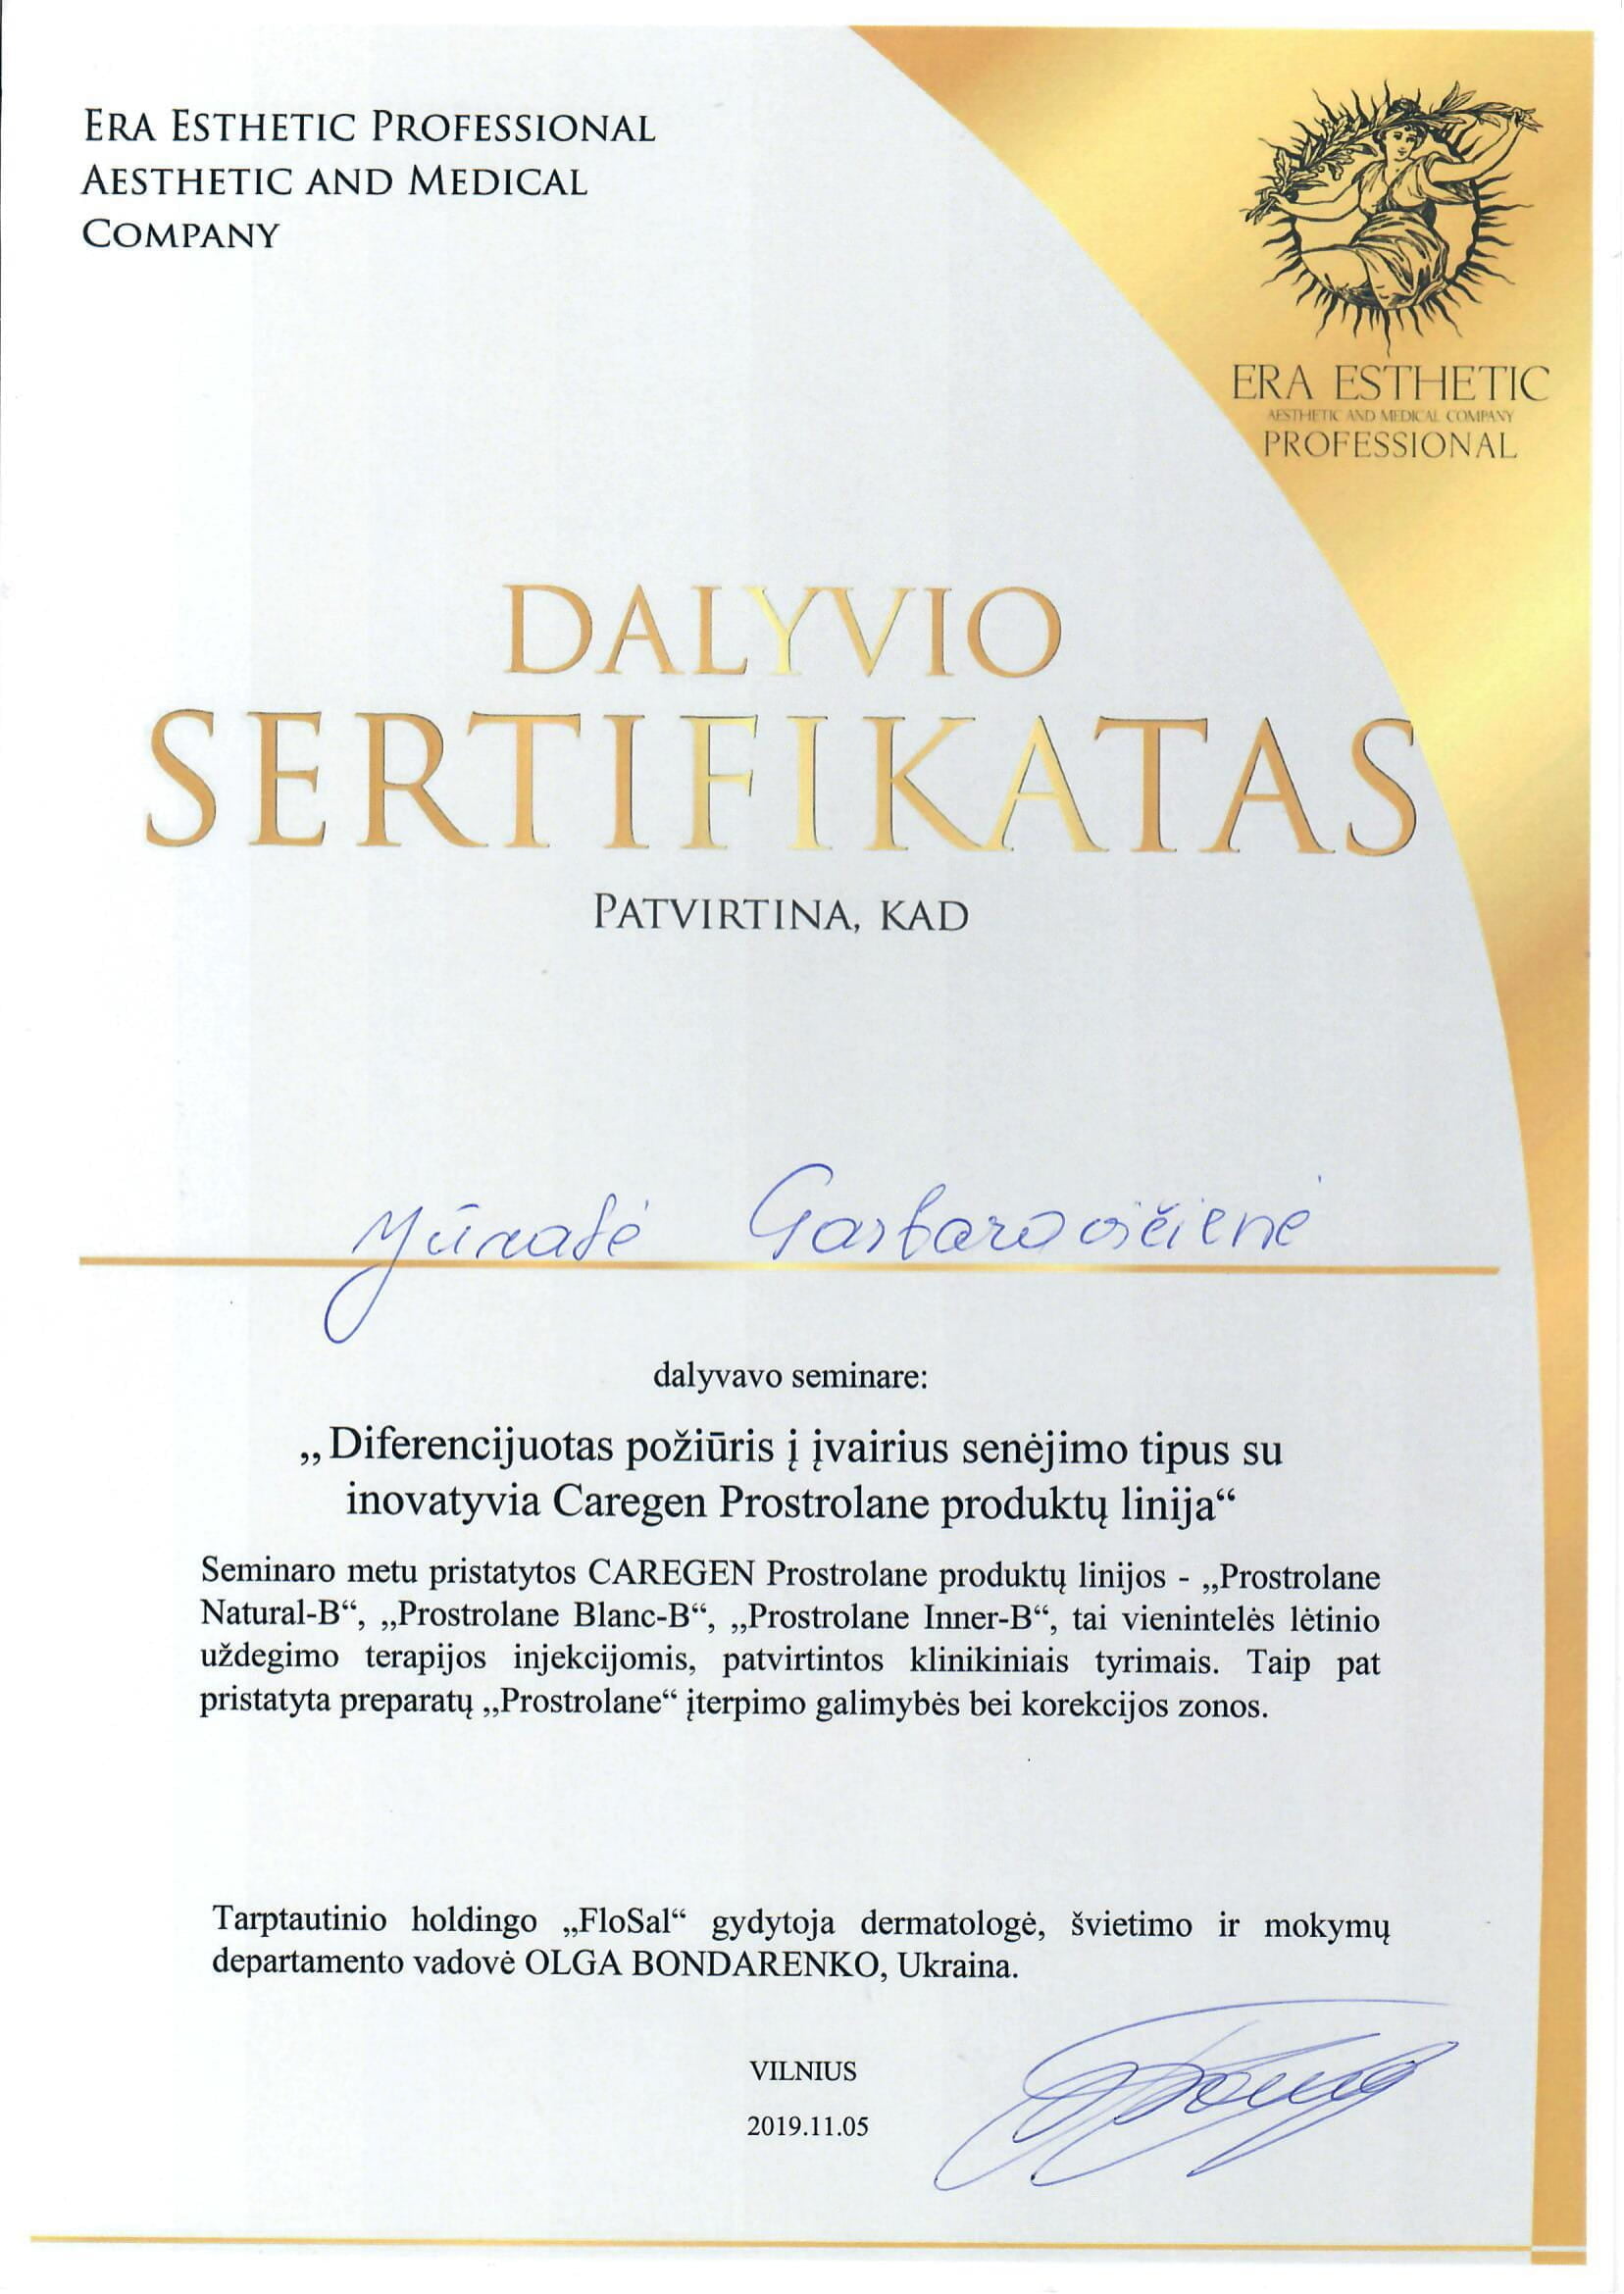 ERA ESTHETIC PROFESSIONAL
AESTHETIC AND MEDICAL
COMPANY
ERA ESTHETIC
AESTHETIC AND MEDICAL COMPANY
PROFESSIONAL
DALYVIO
SERTIFIKATAS
PATVIRTINA, KAD
Jūratė Gasbarovičienė
dalyvavo seminare:
„Diferencijuotas požiūris į įvairius senėjimo tipus su
inovatyvia Caregen Prostrolane produktų linija“
Seminaro metu pristatytos CAREGEN Prostrolane produktų linijos - „Prostrolane
Natural-B“, „Prostrolane Blanc-B“, „Prostrolane Inner-B“, tai vienintelės lėtinio
uždegimo terapijos injekcijomis, patvirtintos klinikiniais tyrimais. Taip pat
pristatyta preparatų „Prostrolane“ įterpimo galimybės bei korekcijos zonos.
Tarptautinio holdingo „FloSal“ gydytoja dermatologė, švietimo ir mokymų
departamento vadovė OLGA BONDARENKO, Ukraina.
VILNIUS
2019.11.05